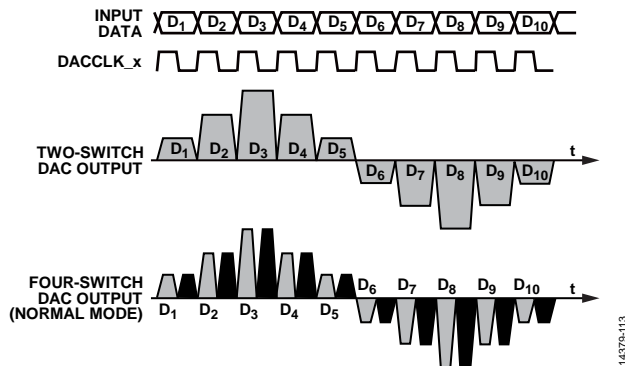 INPUT
DATA
D1 D2 D3 D4 D5 D6 D7 D8 D9 D10
DACCLK_x
TWO-SWITCH
DAC OUTPUT
D1 D2 D3 D4 D5
t
D6 D7 D8 D9 D10
FOUR-SWITCH
DAC OUTPUT
(NORMAL MODE)
D6 D7 D8 D9 D10
t
D1 D2 D3 D4 D5
14379-113